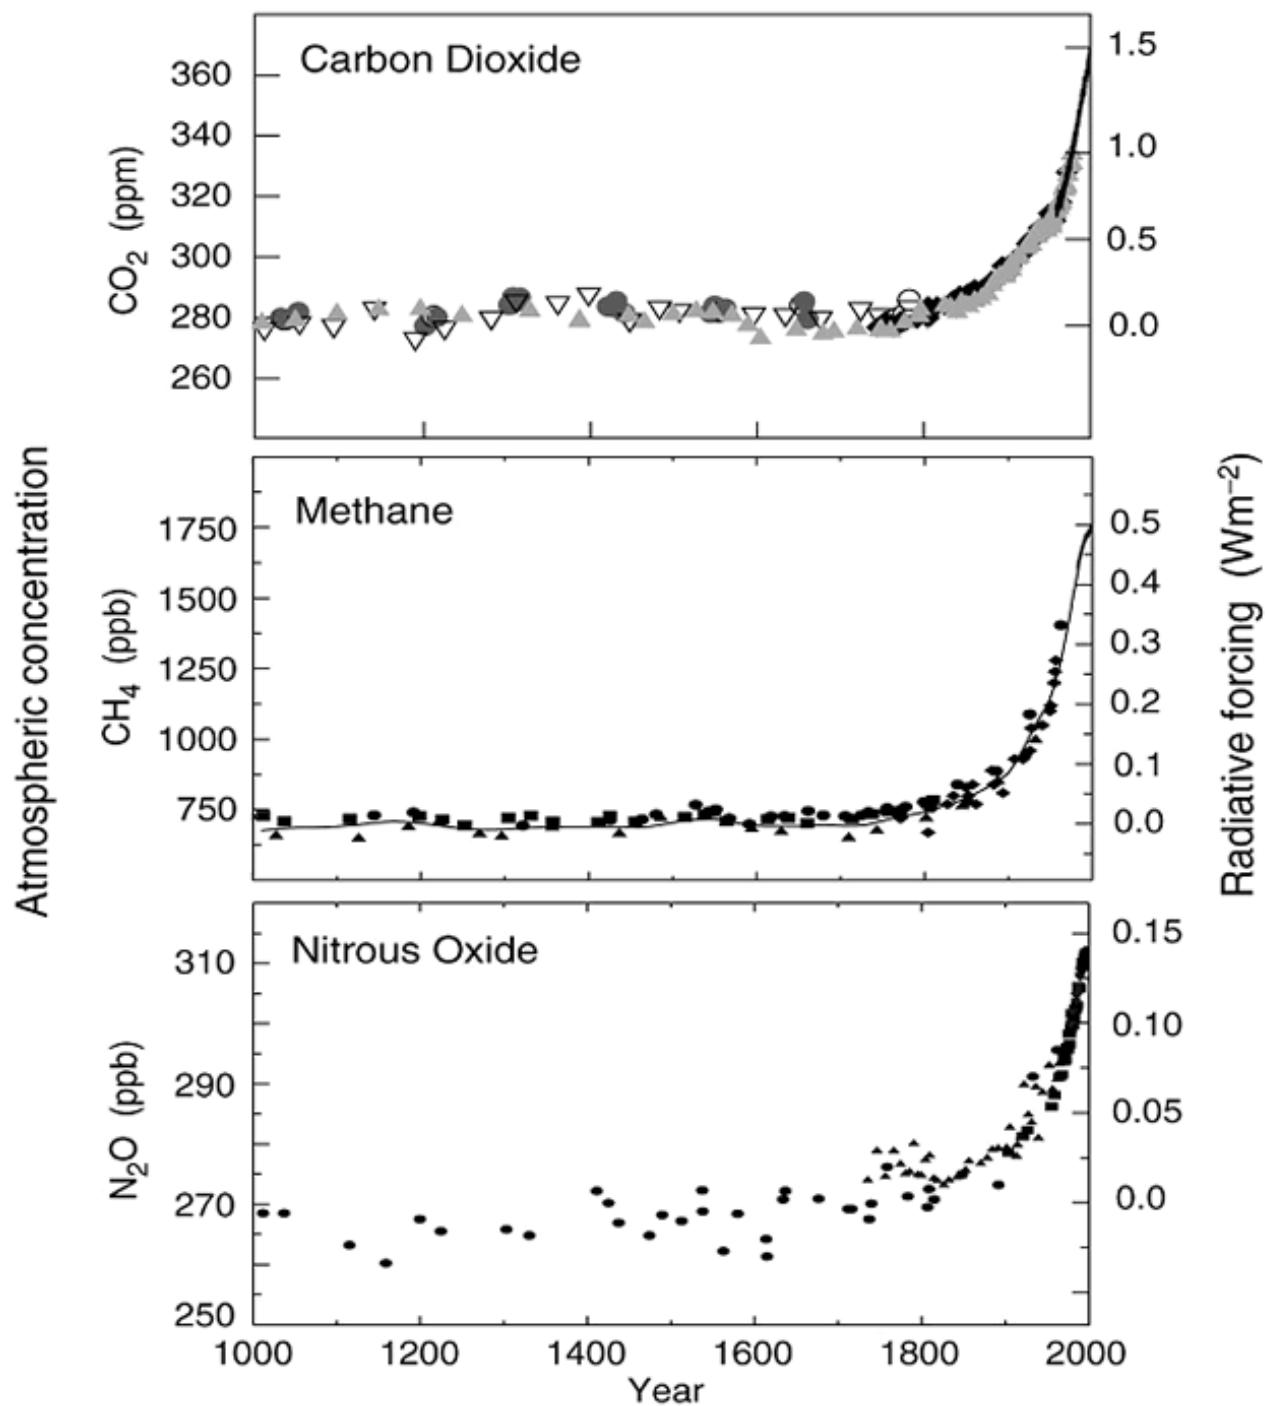 Carbon Dioxide
360
340
320
300
280
260
CO2 (ppm)
1.5
1.0
0.5
0.0
Methane
1750
1500
1250
1000
750
CH4 (ppb)
0.5
0.4
0.3
0.2
0.1
0.0
Nitrous Oxide
310
290
270
250
N2O (ppb)
0.15
0.10
0.05
0.0
Atmospheric concentration
Radiative forcing (Wm−2)
1000 1200 1400 1600 1800 2000
Year